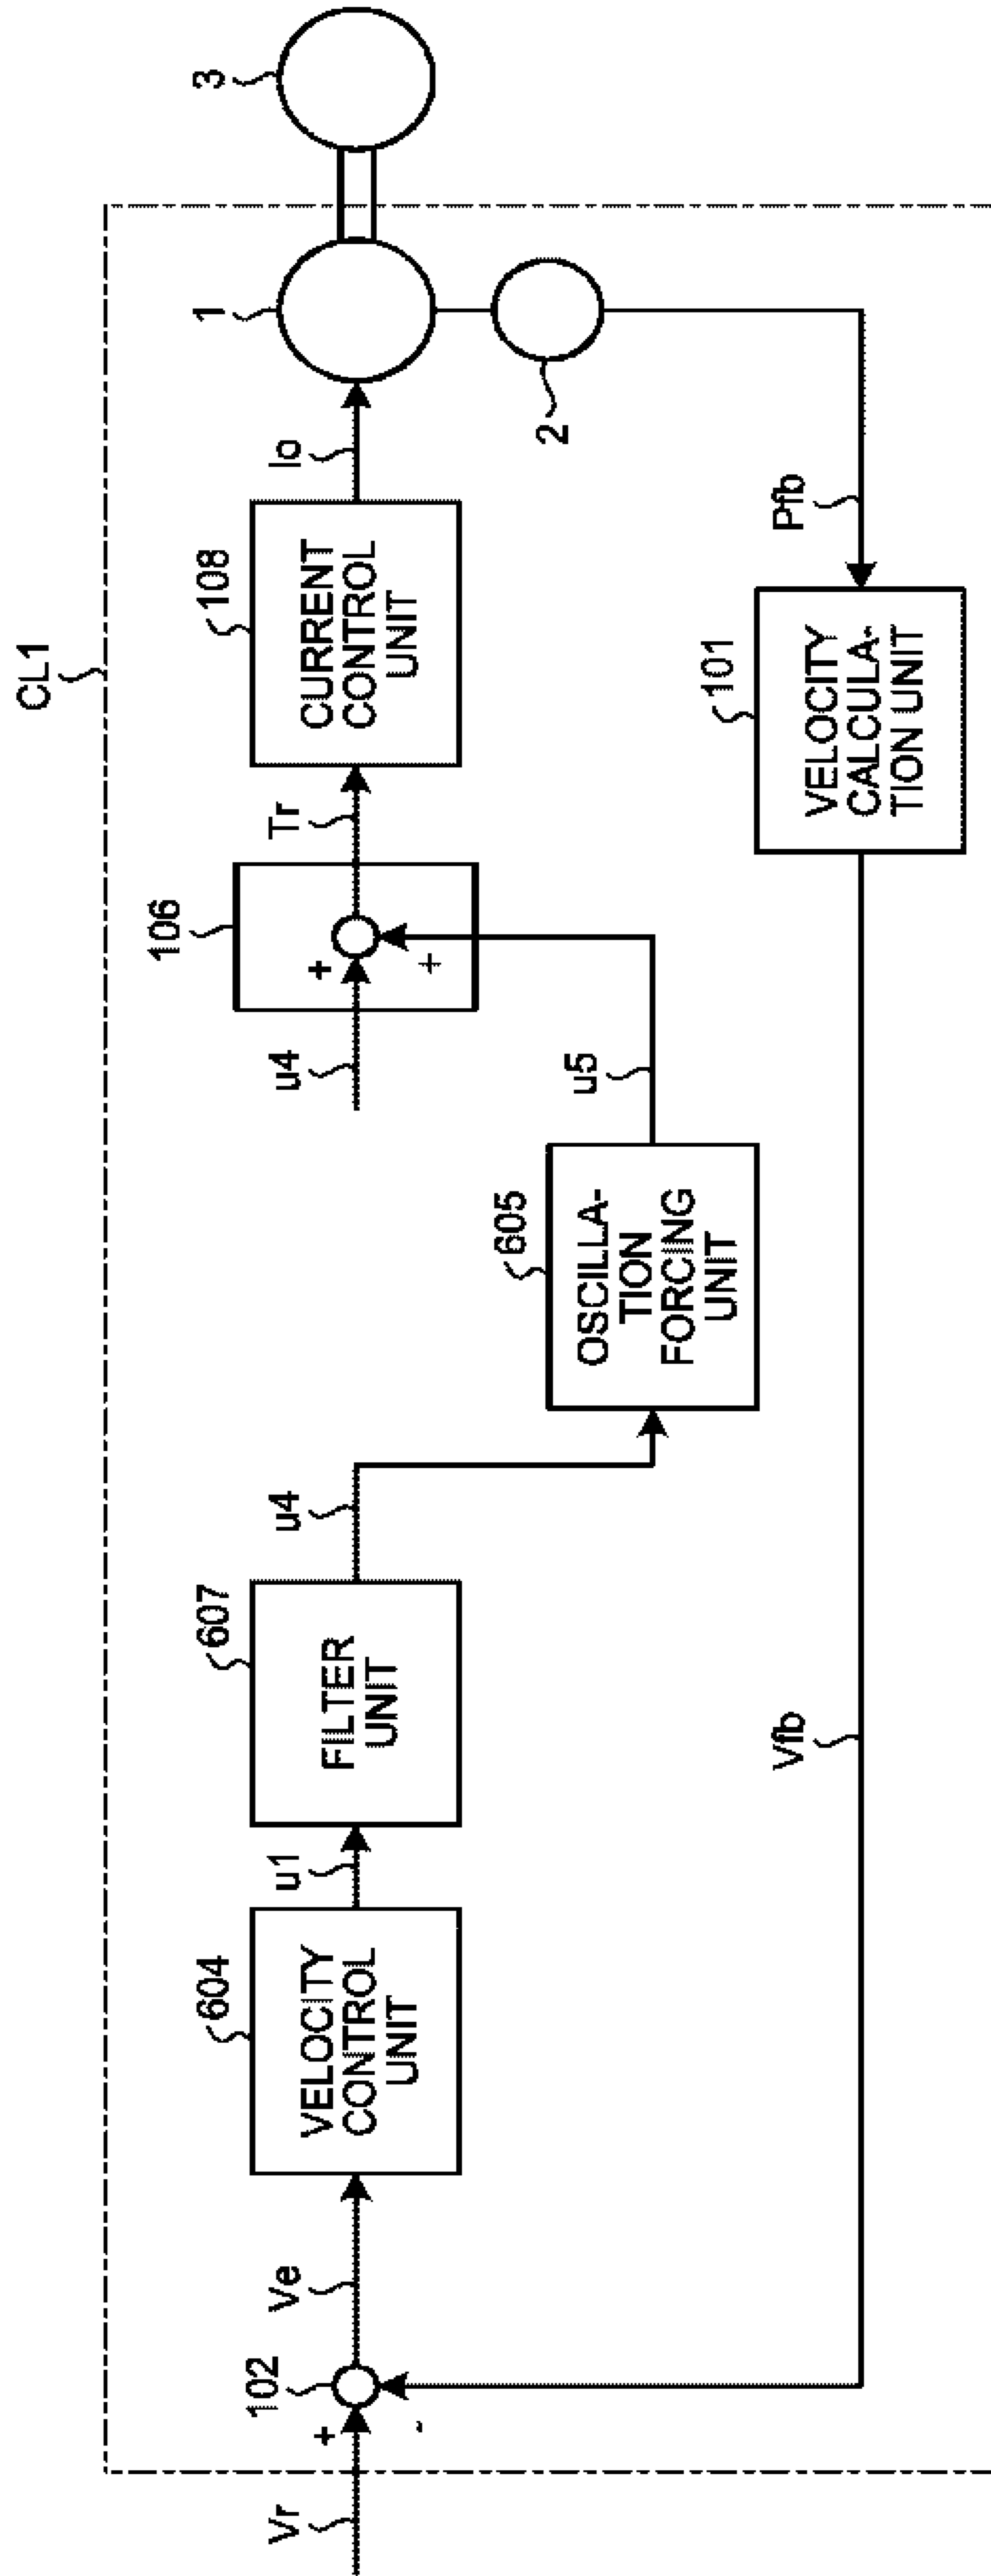 CL1
Vr
+
-
102
Ve
604
VELOCITY
CONTROL
UNIT
u1
607
FILTER
UNIT
u4
605
OSCILLA-
TION
FORCING
UNIT
u5
u4
+
+
106
Tr
108
CURRENT
CONTROL
UNIT
Io
1
2
3
Pfb
101
VELOCITY
CALCULA-
TION UNIT
Vfb